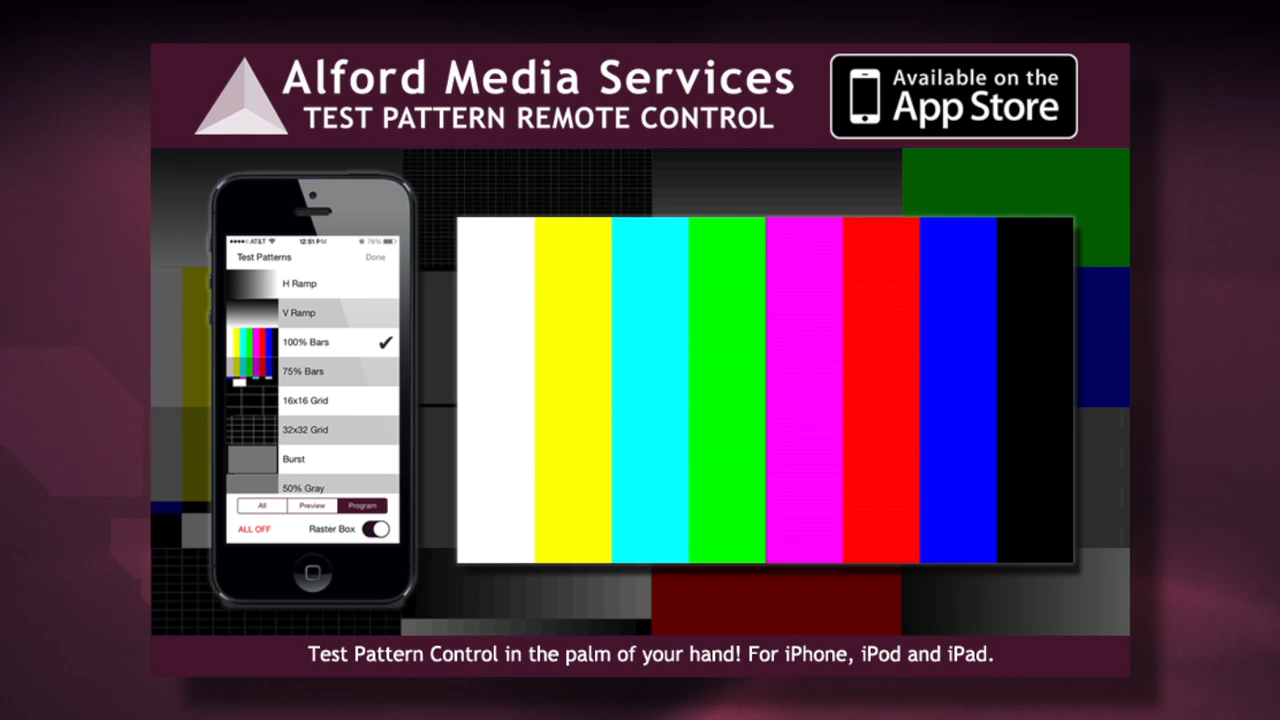 Alford Media Services
TEST PATTERN REMOTE CONTROL
Available on the
App Store
AT&T 12:51 PM 78%
Test Patterns Done
H Ramp
V Ramp
100% Bars
75% Bars
16x16 Grid
32x32 Grid
Burst
50% Gray
All Preview Program
ALL OFF Raster Box
Test Pattern Control in the palm of your hand! For iPhone, iPod and iPad.